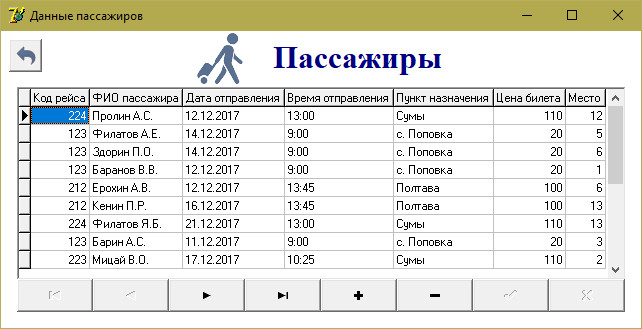 Данные пассажиров
Пассажиры
Код рейса ФИО пассажира Дата отправления Время отправления Пункт назначения Цена билета Место
224 Пролин А.С. 12.12.2017 13:00 Сумы 110 12
123 Филатов А.Е. 14.12.2017 9:00 с. Поповка 20 5
123 Здорин П.О. 14.12.2017 9:00 с. Поповка 20 6
123 Баранов В.В. 12.12.2017 9:00 с. Поповка 20 1
212 Ерохин А.В. 12.12.2017 13:45 Полтава 100 6
212 Кенин П.Р. 16.12.2017 13:45 Полтава 100 13
224 Филатов Я.Б. 21.12.2017 13:00 Сумы 110 13
123 Барин А.С. 11.12.2017 9:00 с. Поповка 20 3
223 Мицай В.О. 17.12.2017 10:25 Сумы 110 2